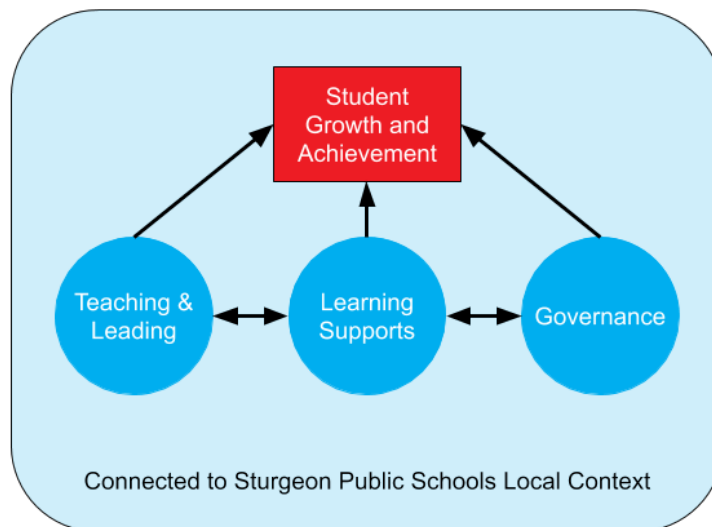 Student
Growth and
Achievement
Teaching &
Leading
Learning
Supports
Governance
Connected to Sturgeon Public Schools Local Context